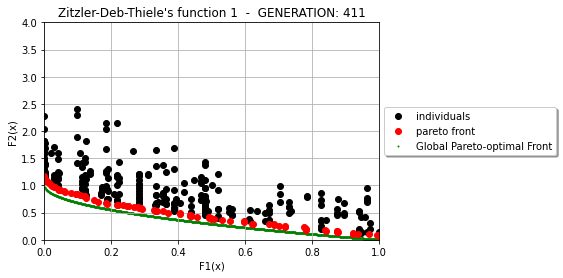 Zitzler-Deb-Thiele's function 1 - GENERATION: 411
4.0
3.5
3.0
2.5
2.0
1.5
1.0
0.5
0.0
F2(x)
0.0 0.2 0.4 0.6 0.8 1.0
F1(x)
individuals
pareto front
Global Pareto-optimal Front